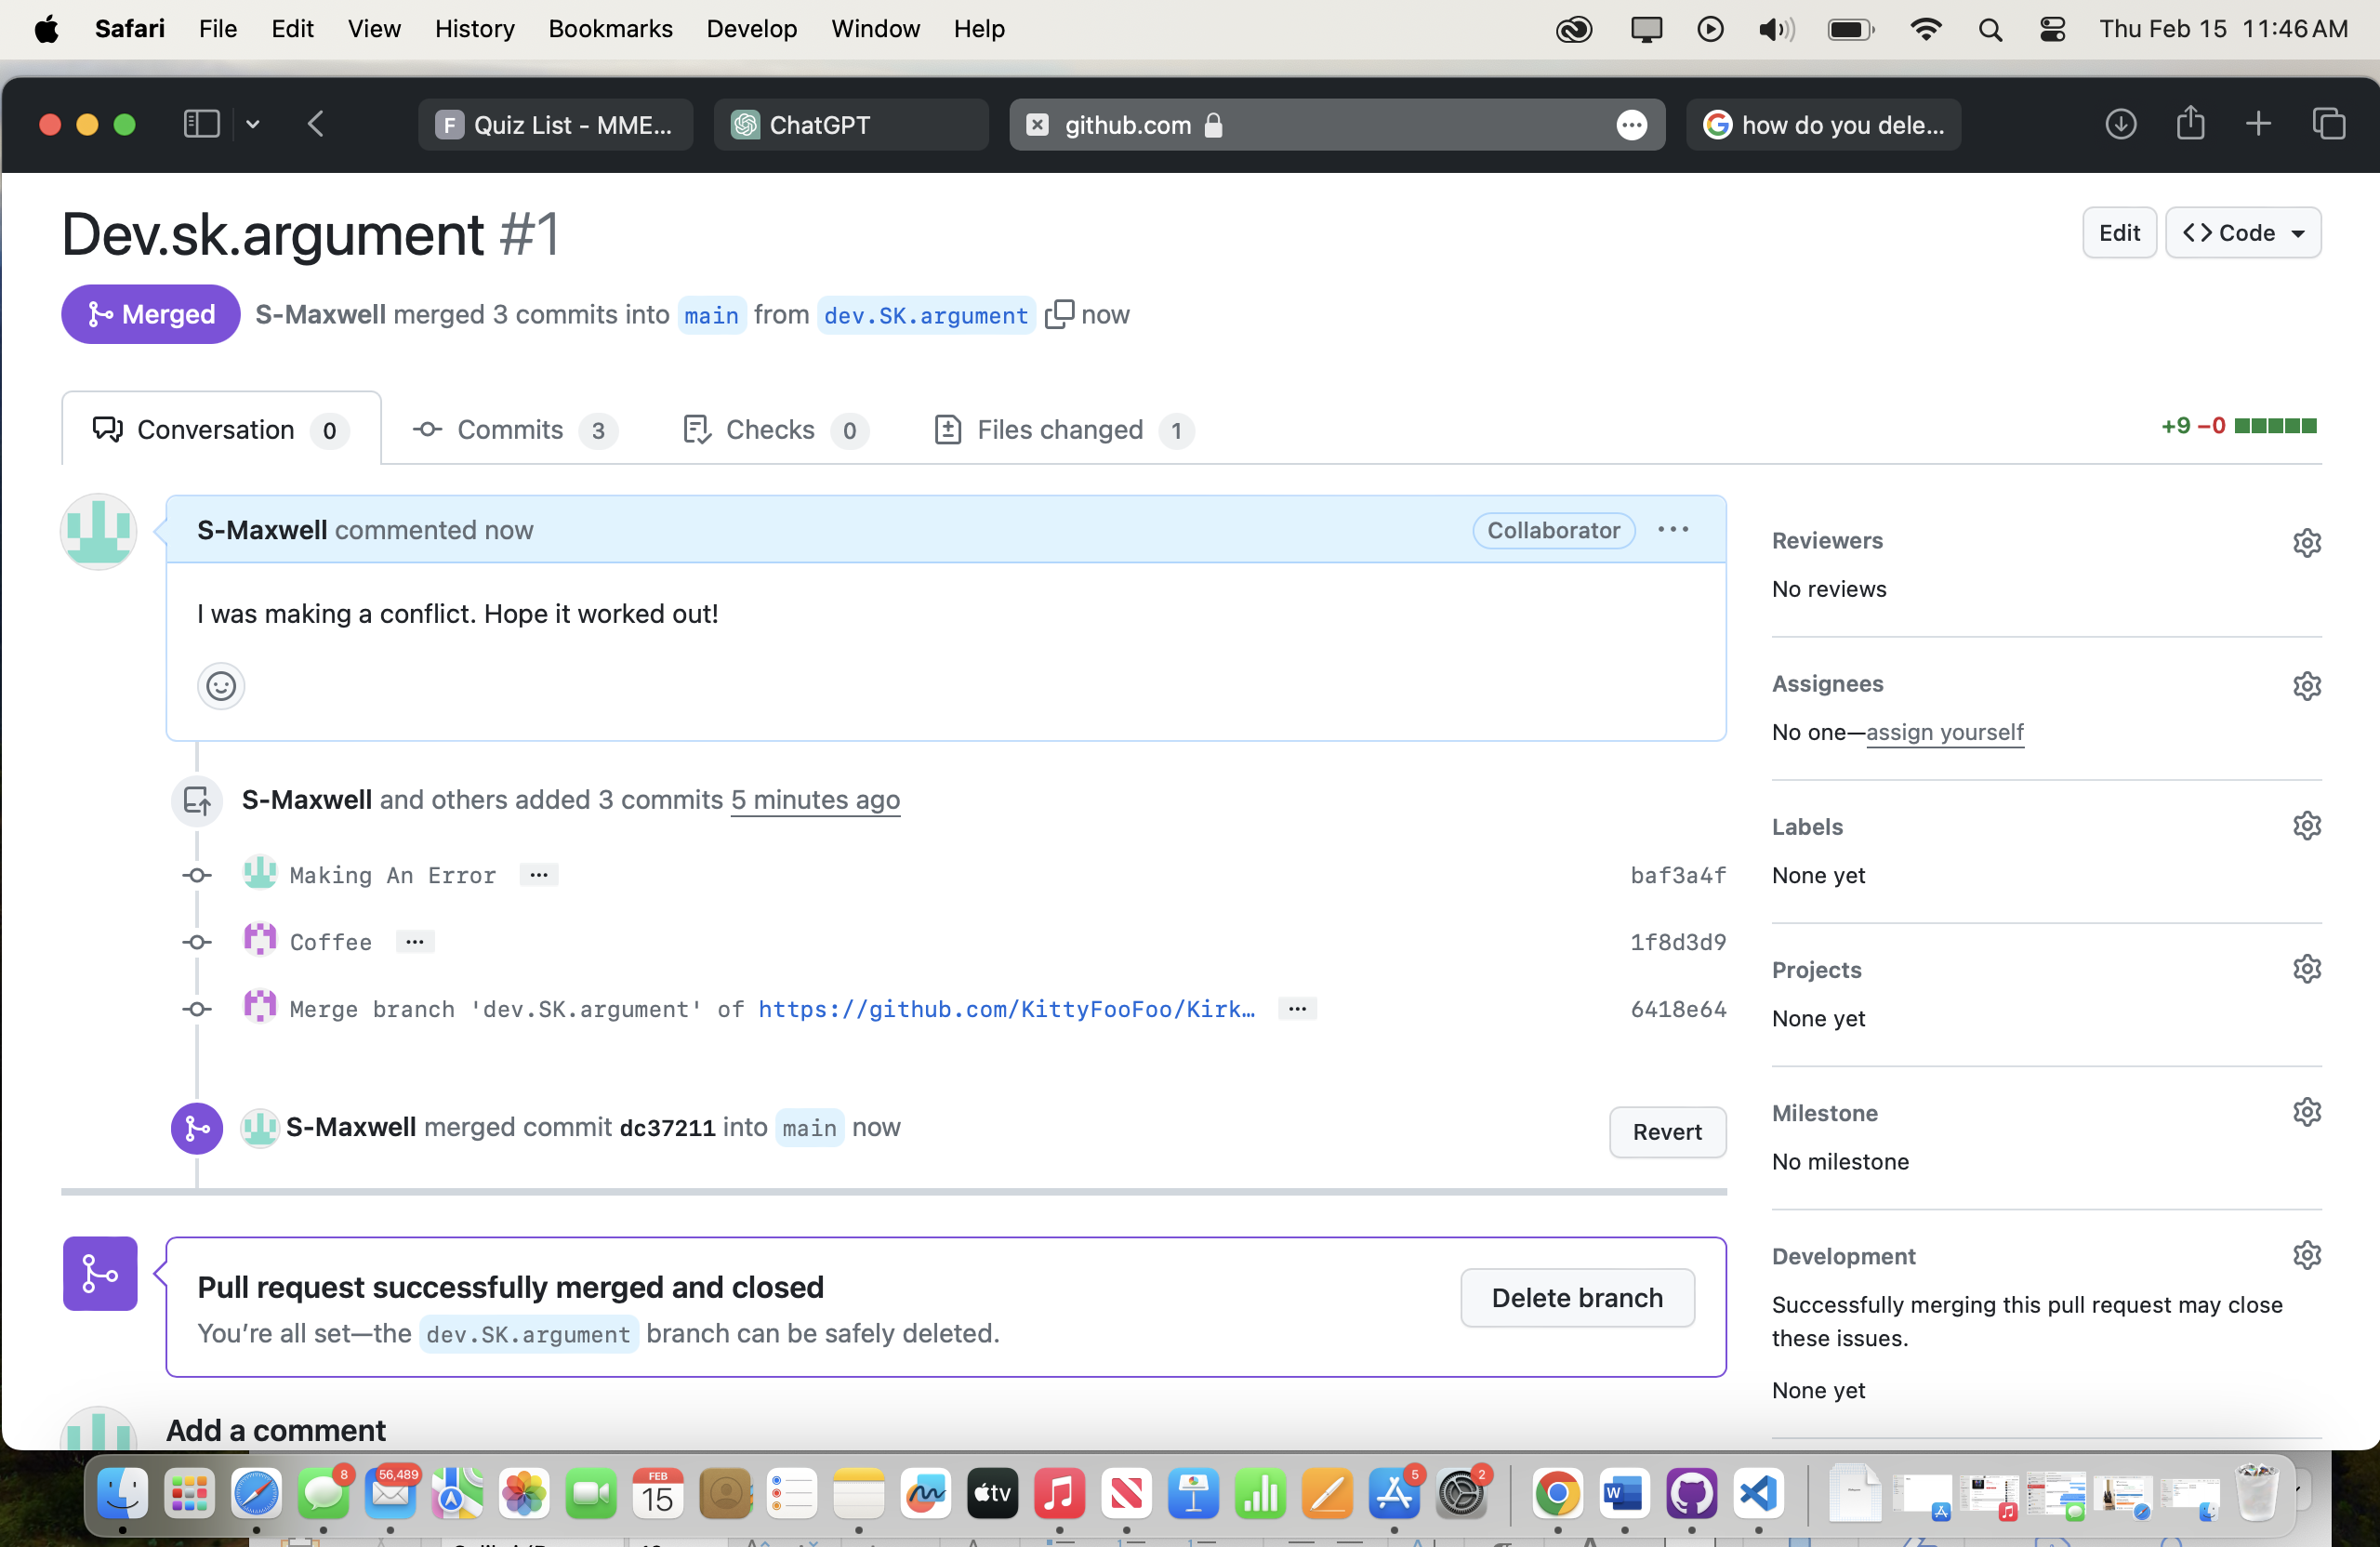 Safari File Edit View History Bookmarks Develop Window Help Thu Feb 15 11:46 AM
F Quiz List - MME... ChatGPT github.com how do you dele...
Dev.sk.argument #1
Edit Code
Merged S-Maxwell merged 3 commits into main from dev.SK.argument now
Conversation 0 Commits 3 Checks 0 Files changed 1 +9 −0
S-Maxwell commented now Collaborator
I was making a conflict. Hope it worked out!
S-Maxwell and others added 3 commits 5 minutes ago
Making An Error ... baf3a4f
Coffee ... 1f8d3d9
Merge branch 'dev.SK.argument' of https://github.com/KittyFooFoo/Kirk… ... 6418e64
S-Maxwell merged commit dc37211 into main now Revert
Pull request successfully merged and closed
You're all set—the dev.SK.argument branch can be safely deleted.
Delete branch
Add a comment
Reviewers
No reviews
Assignees
No one—assign yourself
Labels
None yet
Projects
None yet
Milestone
No milestone
Development
Successfully merging this pull request may close
these issues.
None yet
8 56,489 FEB 15 tv 5 2 W